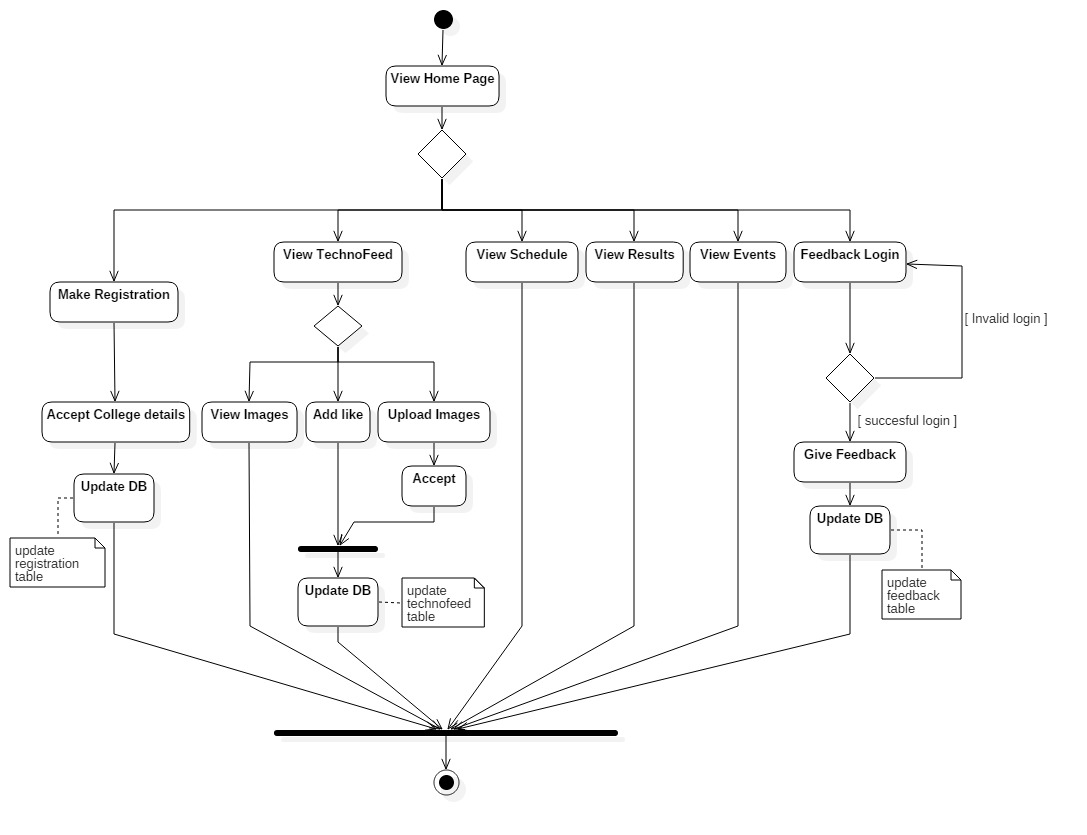 View Home Page
View TechnoFeed
View Schedule
View Results
View Events
Feedback Login
Make Registration
[ Invalid login ]
Accept College details
View Images
Add like
Upload Images
[ succesful login ]
Give Feedback
Update DB
Accept
Update DB
update
registration
table
Update DB
update
technofeed
table
update
feedback
table